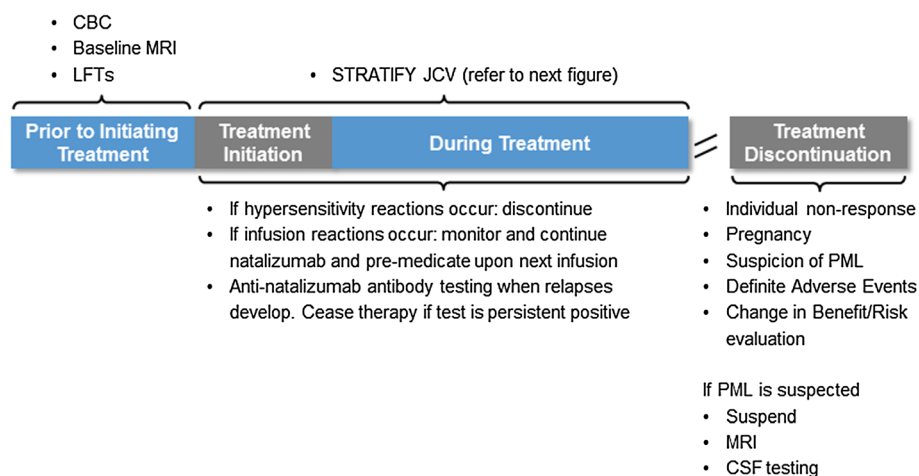 • CBC
• Baseline MRI
• LFTs
• STRATIFY JCV (refer to next figure)
Prior to Initiating
Treatment
Treatment
Initiation
During Treatment
Treatment
Discontinuation
• If hypersensitivity reactions occur: discontinue
• If infusion reactions occur: monitor and continue
natalizumab and pre-medicate upon next infusion
• Anti-natalizumab antibody testing when relapses
develop. Cease therapy if test is persistent positive
• Individual non-response
• Pregnancy
• Suspicion of PML
• Definite Adverse Events
• Change in Benefit/Risk
evaluation
If PML is suspected
• Suspend
• MRI
• CSF testing